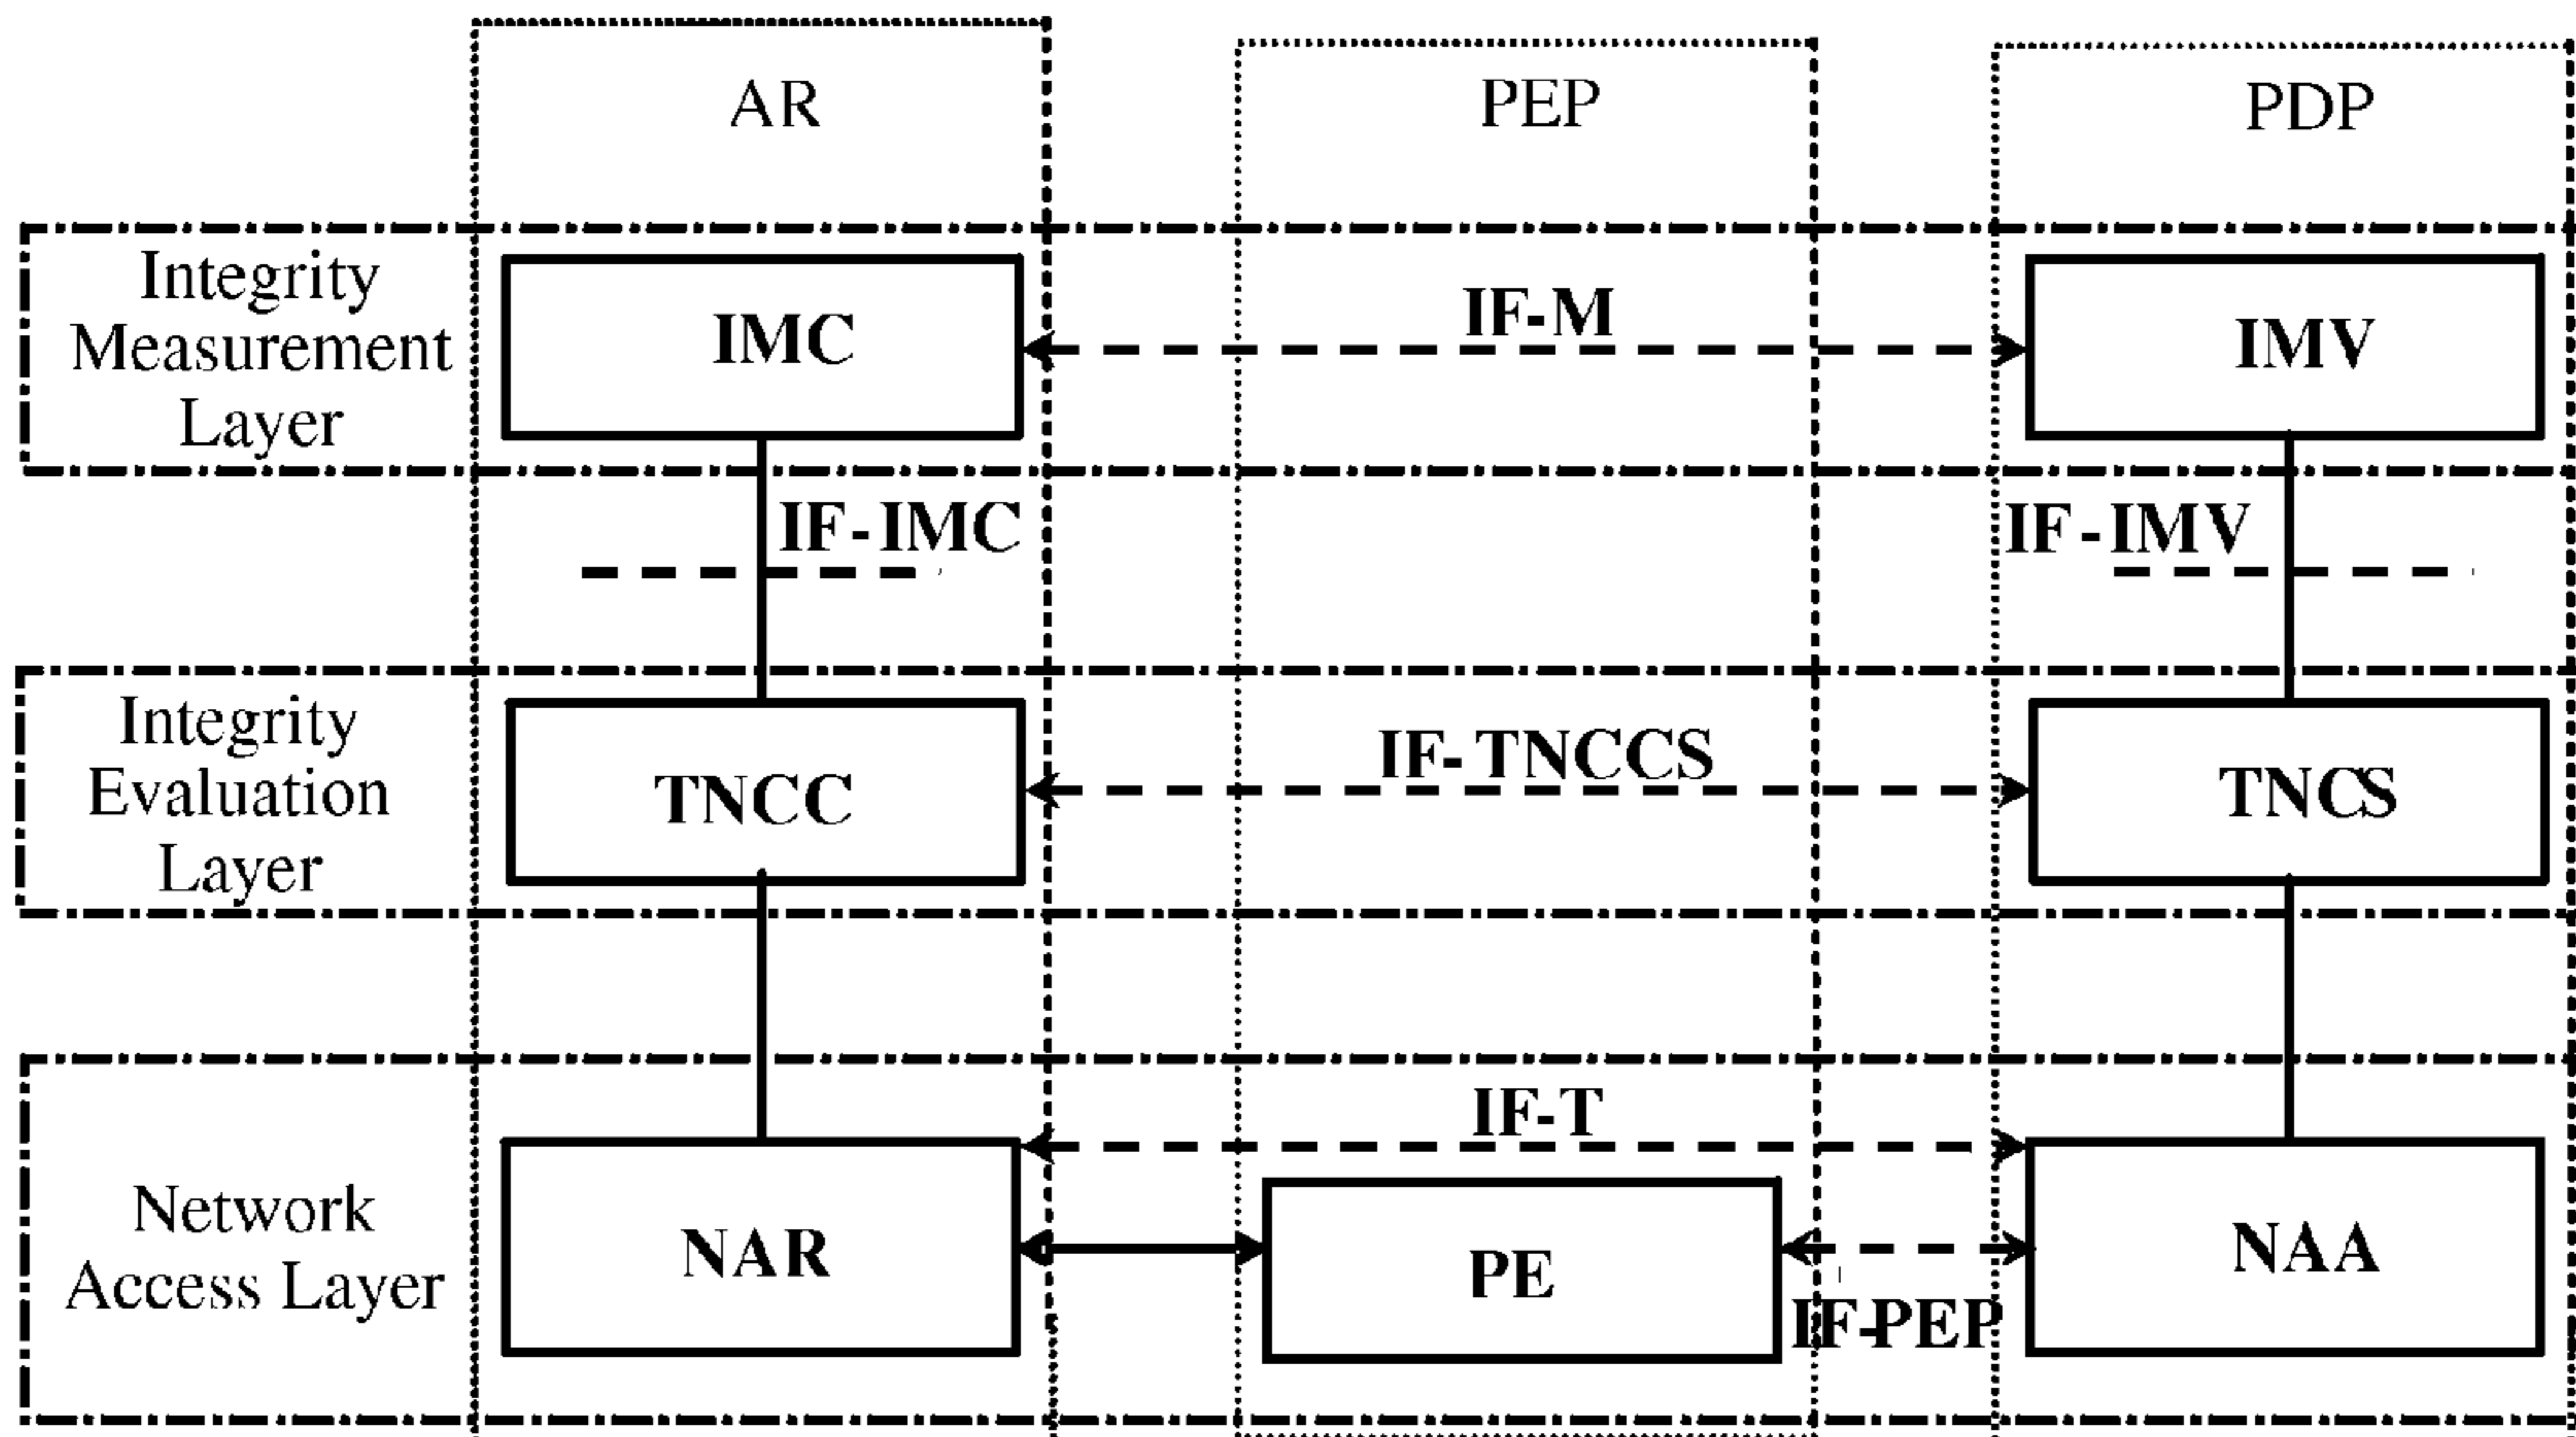 AR
PEP
PDP
Integrity
Measurement
Layer
IMC
IF-M
IMV
IF-IMC
IF-IMV
Integrity
Evaluation
Layer
TNCC
IF-TNCCS
TNCS
Network
Access Layer
NAR
IF-T
PE
IF-PEP
NAA